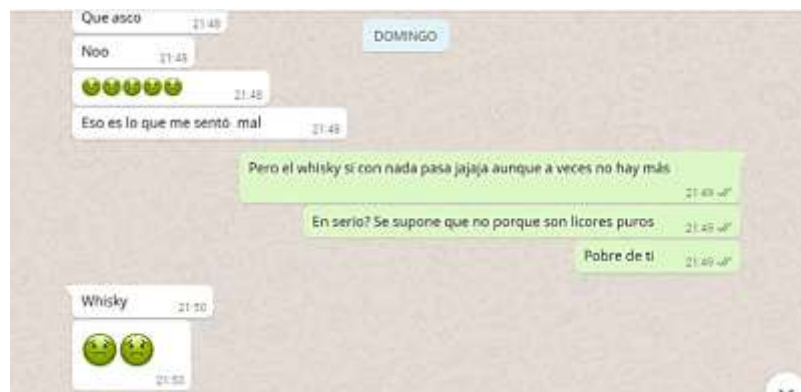 Que asco
21:48
DOMINGO
Noo
21:48
21:48
Eso es lo que me sentó mal
21:48
Pero el whisky si con nada pasa jajaja aunque a veces no hay más
21:49
En serio? Se supone que no porque son licores puros
21:49
Pobre de ti
21:49
Whisky
21:50
21:50